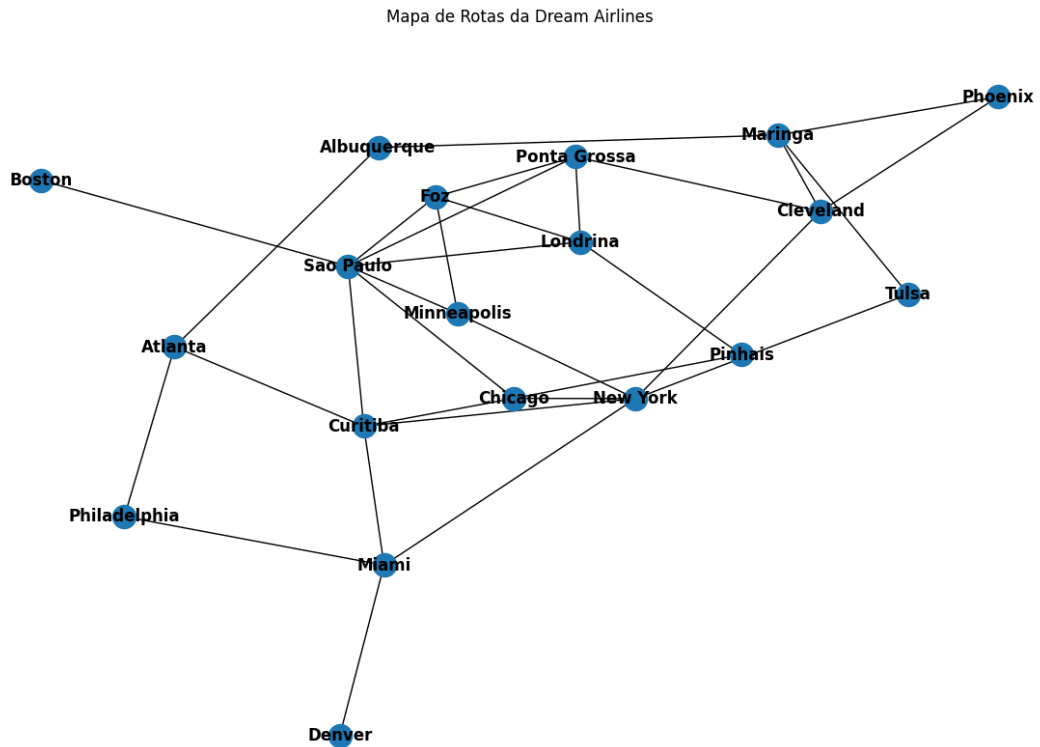 Mapa de Rotas da Dream Airlines
Phoenix
Maringa
Albuquerque
Ponta Grossa
Boston
Foz
Cleveland
Londrina
Sao Paulo
Tulsa
Minneapolis
Atlanta
Pinhais
Chicago
New York
Curitiba
Philadelphia
Miami
Denver